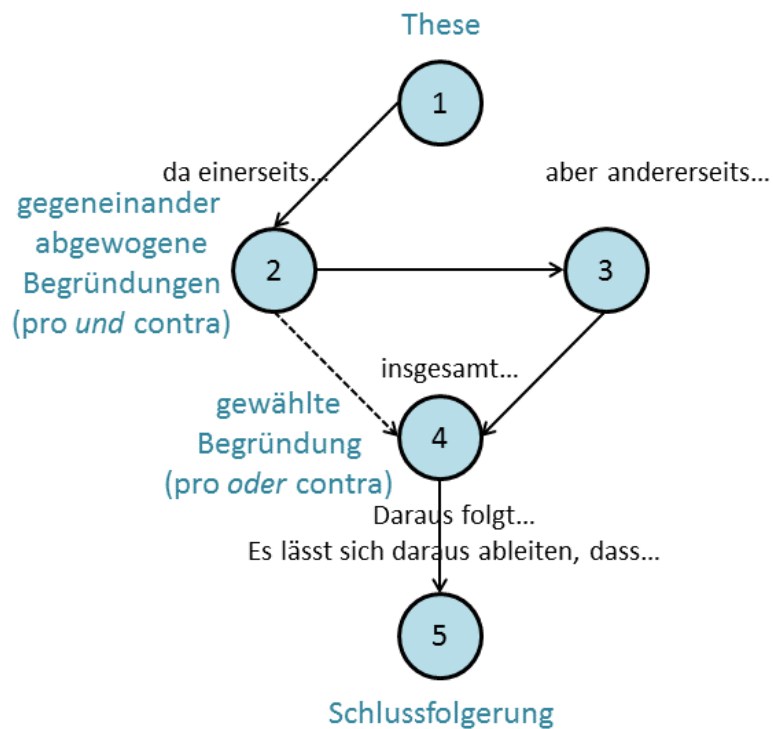 These
1
da einerseits...
aber andererseits...
gegeneinander
abgewogene
Begründungen
(pro und contra)
2
3
insgesamt...
gewählte
Begründung
(pro oder contra)
4
Daraus folgt...
Es lässt sich daraus ableiten, dass...
5
Schlussfolgerung